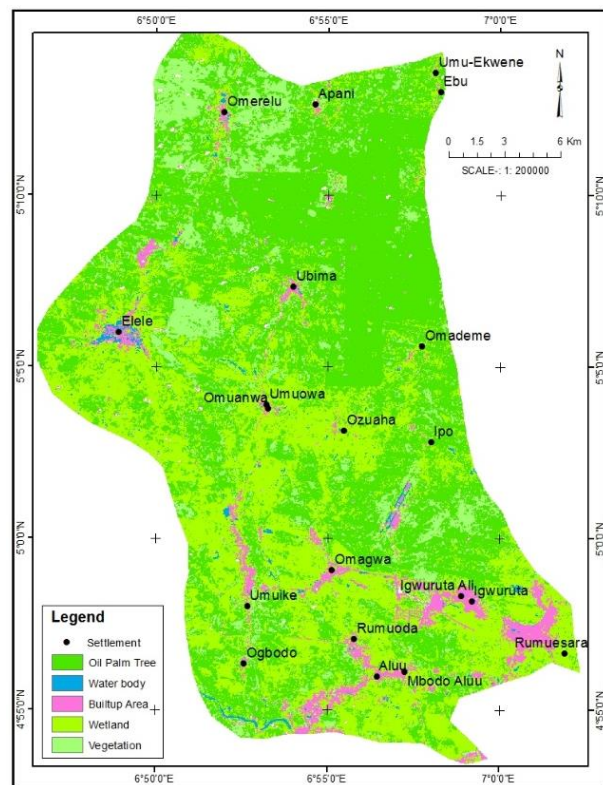 6°50'0"E 6°55'0"E 7°0'0"E
Umu-Ekwene
Ebu
Omerelu
Apani
N
0 1.5 3 6 Km
SCALE-: 1: 200000
5°10'0"N 5°10'0"N
Ubima
Elele
Omademe
5°5'0"N 5°5'0"N
Omuanwa
Umuowa
Ozuaha
Ipo
5°0'0"N 5°0'0"N
Omagwa
Igwuruta Ali
Igwuruta
Umuike
Rumuoda
Rumuesara
Ogbodo
Aluu
Mbodo Aluu
Legend
Settlement
Oil Palm Tree
Water body
Builtup Area
Wetland
Vegetation
4°55'0"N 4°55'0"N
6°50'0"E 6°55'0"E 7°0'0"E